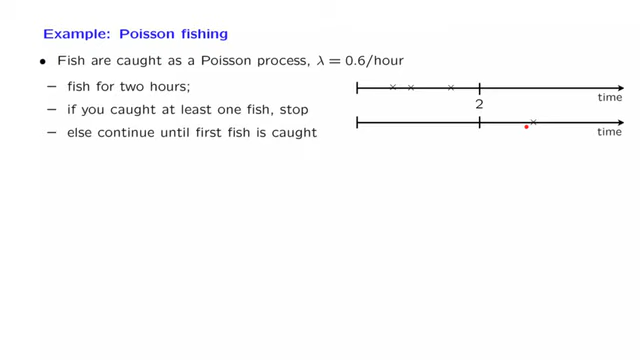 Example: Poisson fishing
• Fish are caught as a Poisson process, λ = 0.6/hour
– fish for two hours;
– if you caught at least one fish, stop
– else continue until first fish is caught
time
2
time